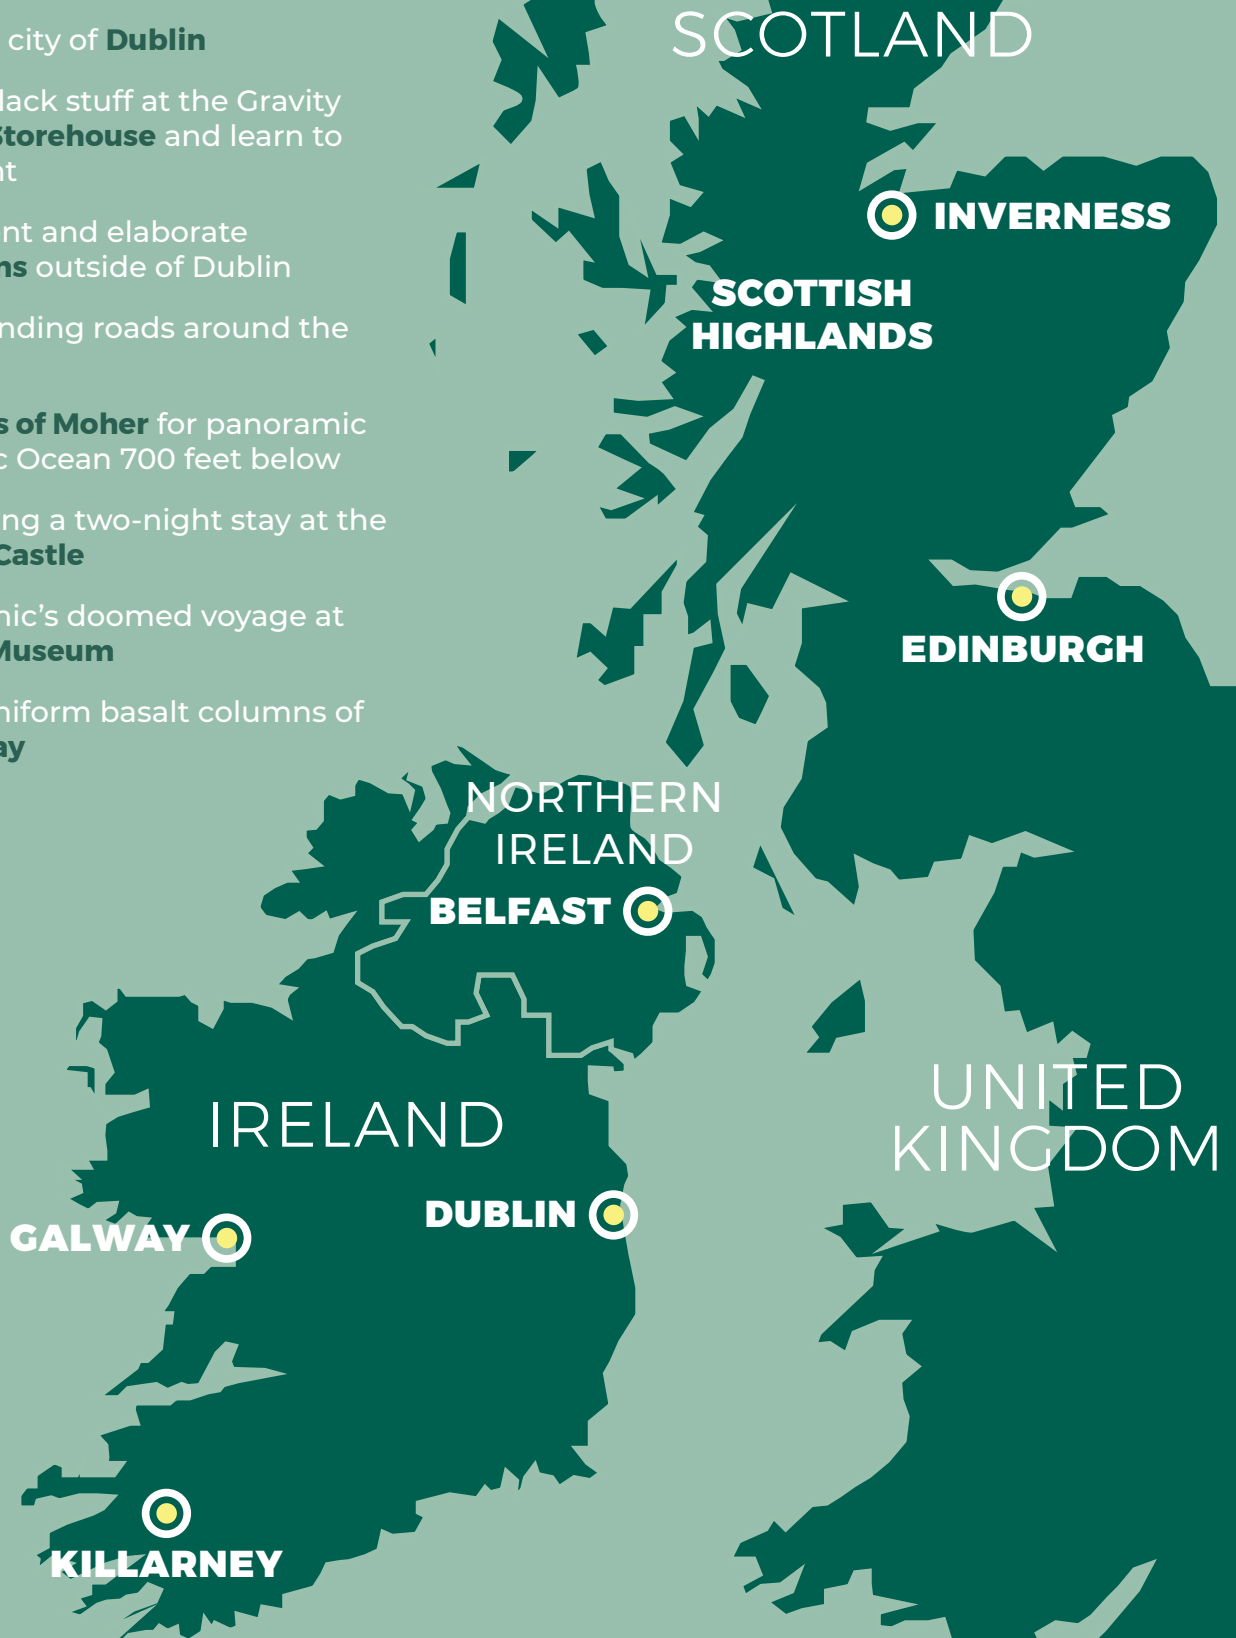 city of Dublin
lack stuff at the Gravity
Storehouse and learn to
nt
nt and elaborate
ns outside of Dublin
nding roads around the
s of Moher for panoramic
c Ocean 700 feet below
ng a two-night stay at the
Castle
nic's doomed voyage at
Museum
niform basalt columns of
ay
SCOTLAND
INVERNESS
SCOTTISH
HIGHLANDS
EDINBURGH
NORTHERN
IRELAND
BELFAST
UNITED
KINGDOM
IRELAND
DUBLIN
GALWAY
KILLARNEY